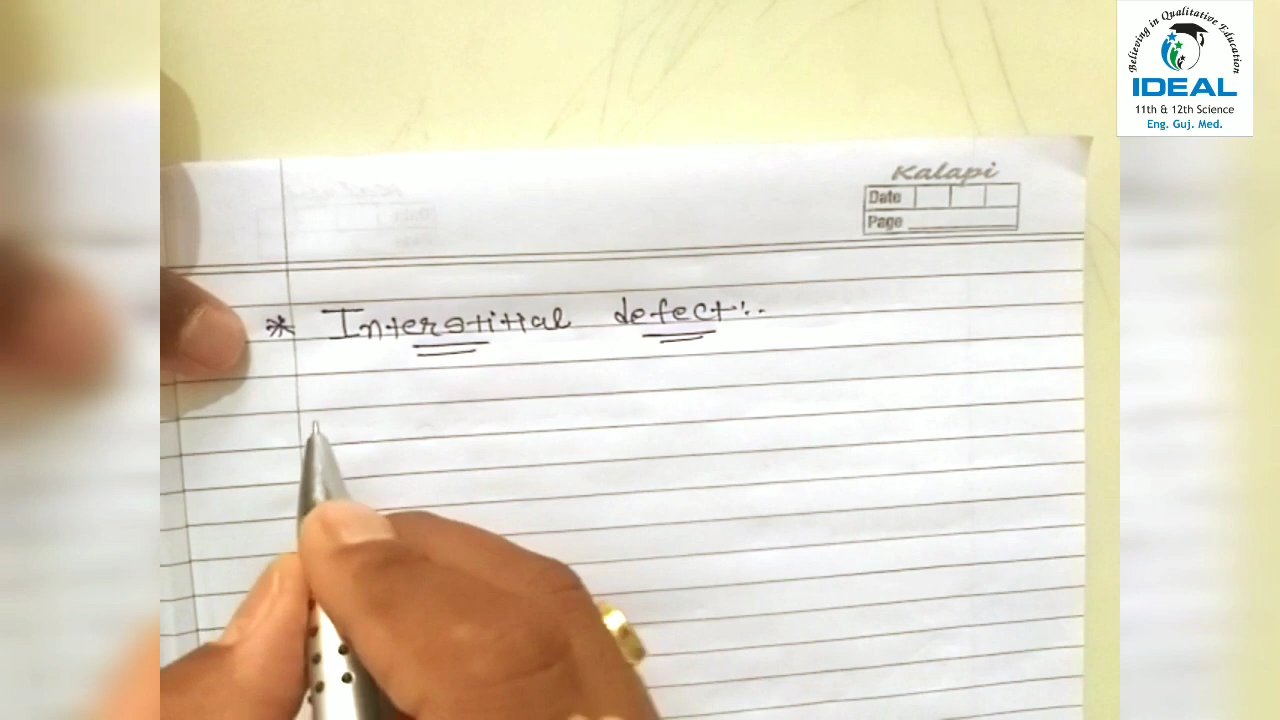 Believing in Qualitative Education
IDEAL
11th & 12th Science
Eng. Guj. Med.
Kalapi
Date
Page
* Interstitial defect :-